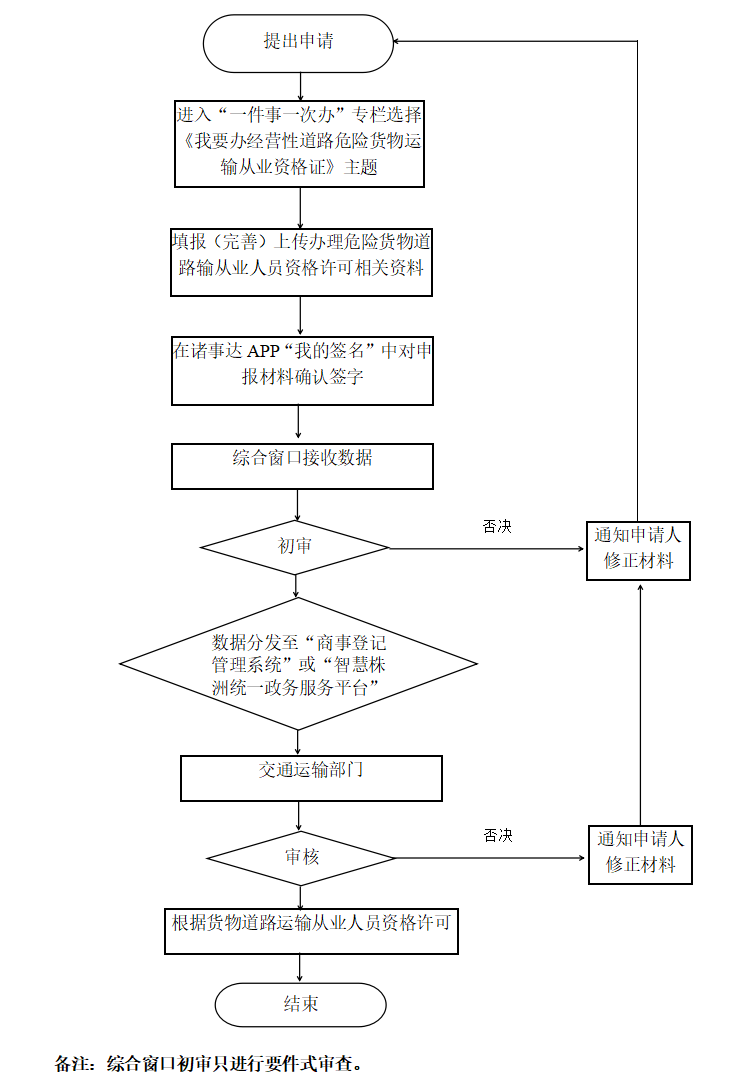 提出申请
进入“一件事一次办”专栏选择
《我要办经营性道路危险货物运
输从业资格证》主题
填报（完善）上传办理危险货物道
路输从业人员资格许可相关资料
在诸事达 APP“我的签名”中对申
报材料确认签字
综合窗口接收数据
初审
否决
通知申请人
修正材料
数据分发至“商事登记
管理系统”或“智慧株
洲统一政务服务平台”
交通运输部门
审核
否决
通知申请人
修正材料
根据货物道路运输从业人员资格许可
结束
备注：综合窗口初审只进行要件式审查。